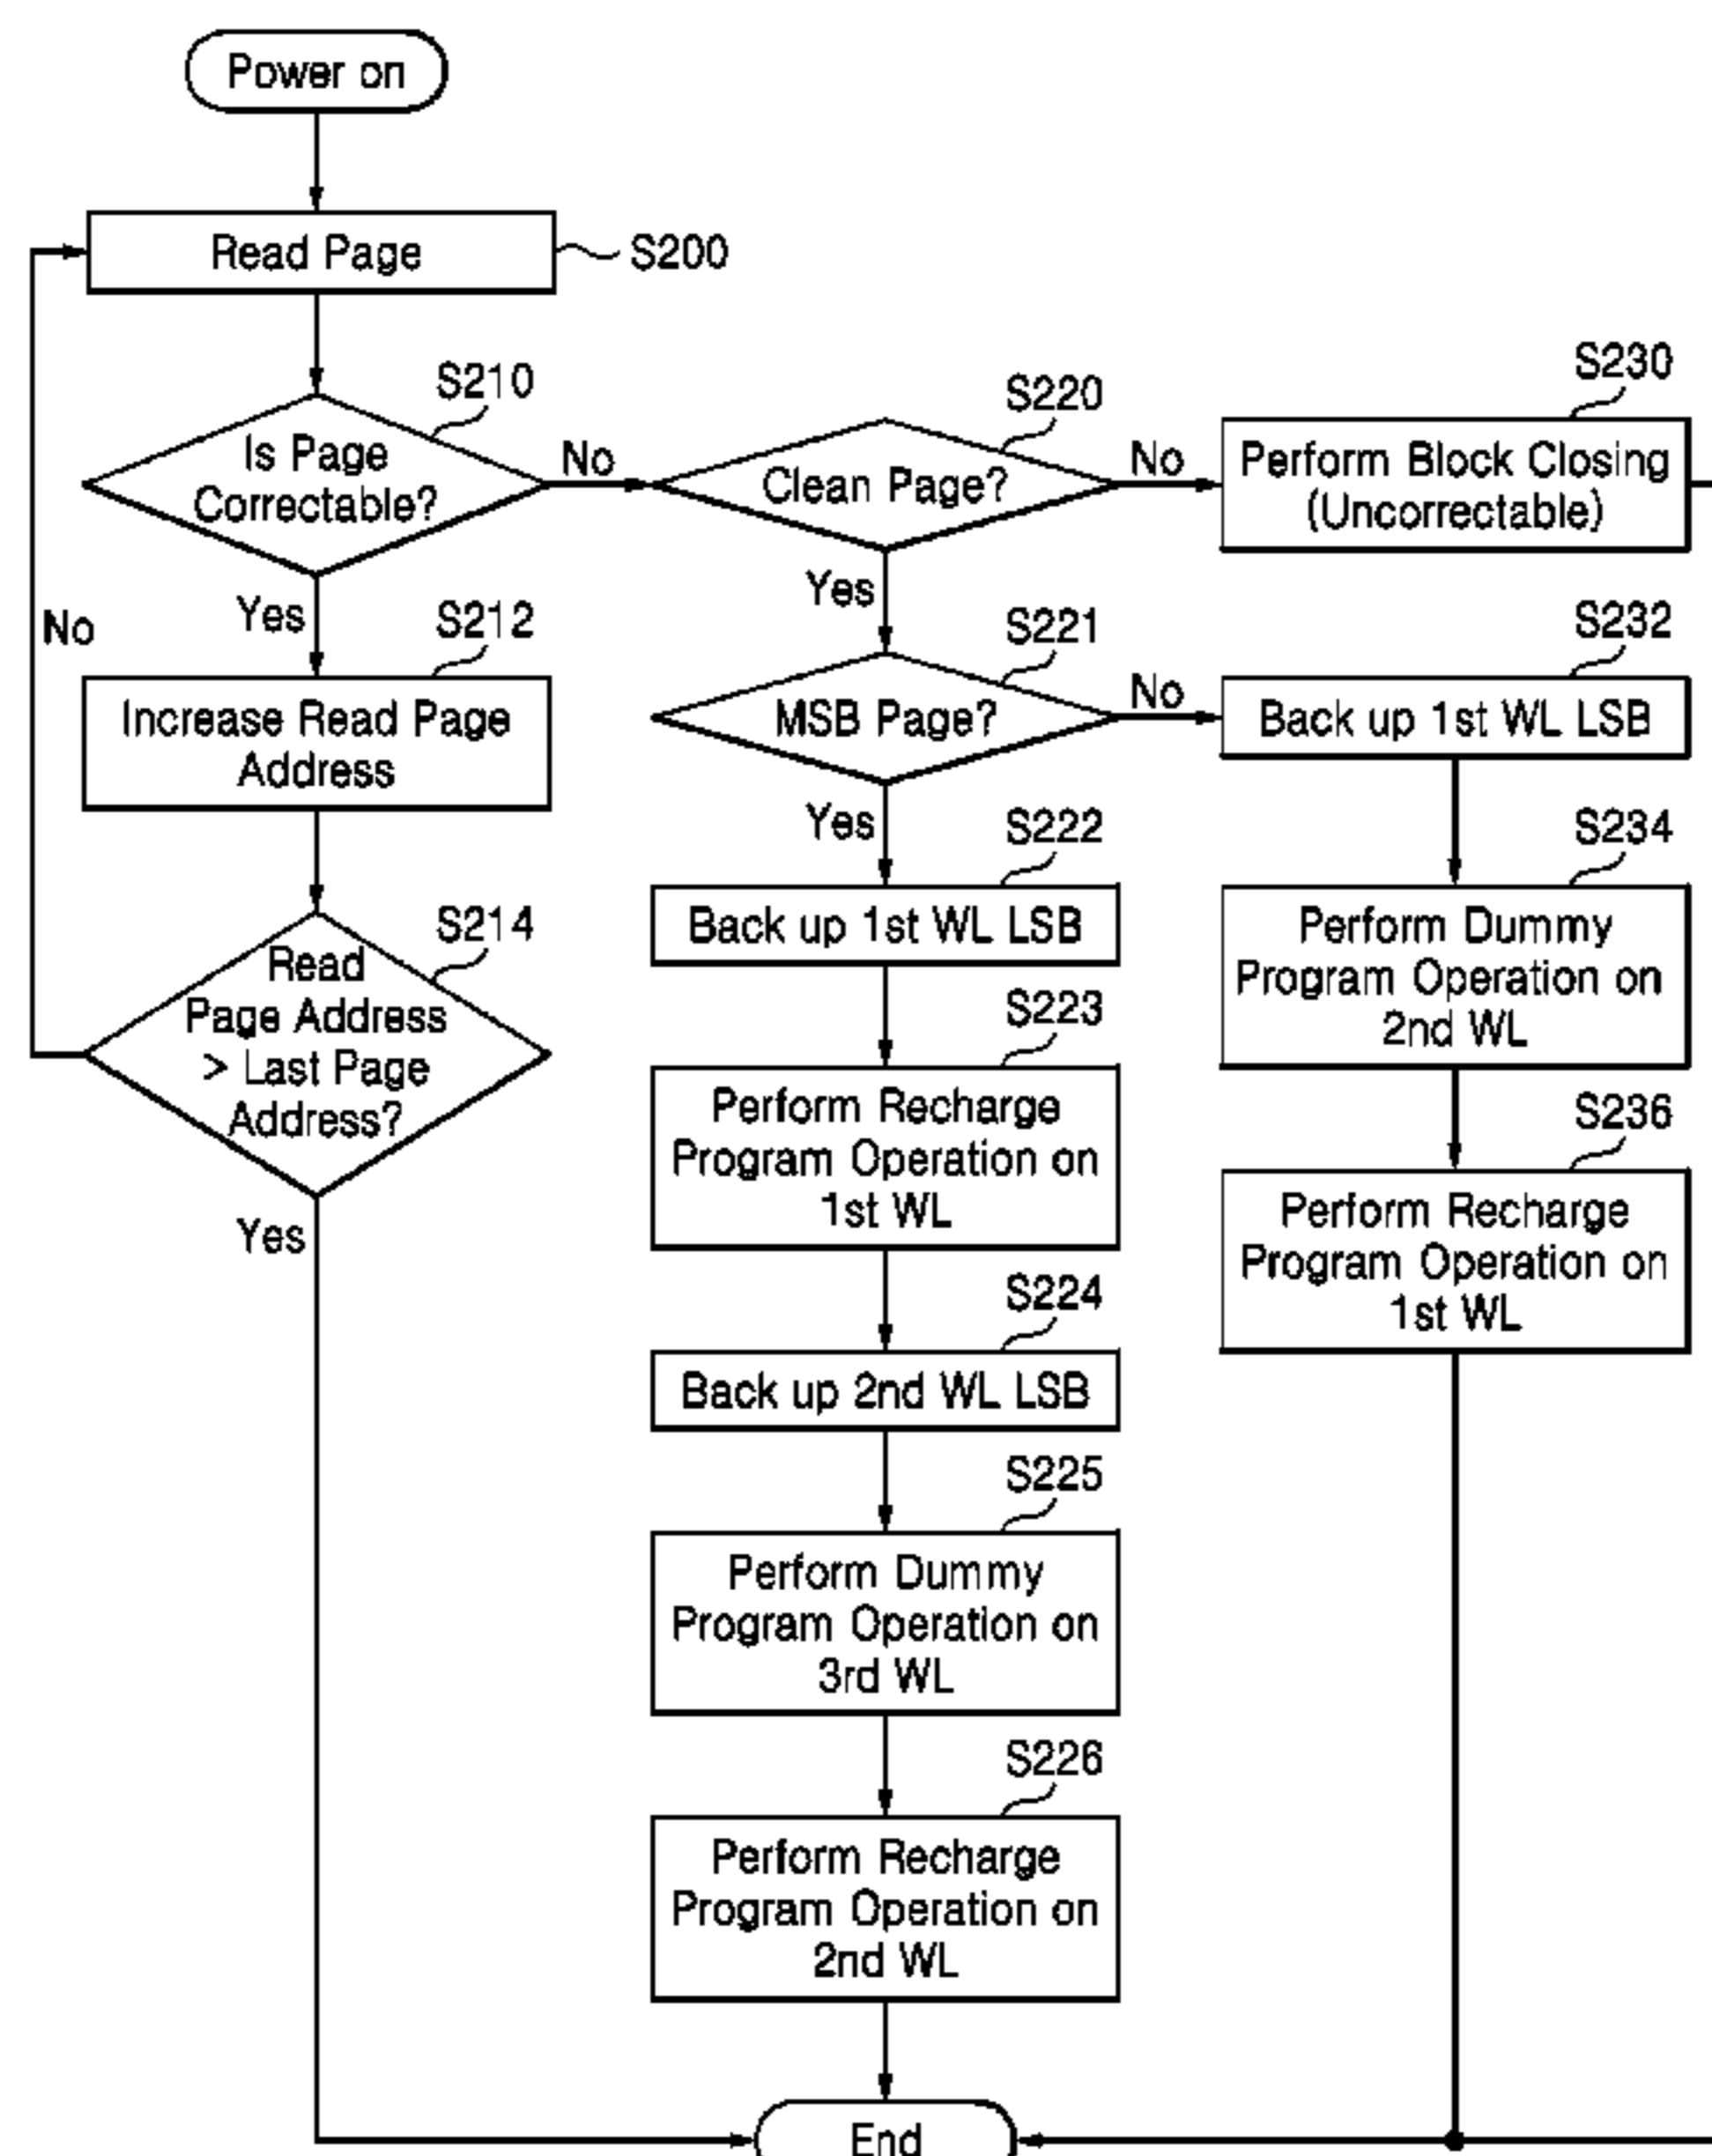 Power on
Read Page
S200
S210
Is Page
Correctable?
No
S220
Clean Page?
No
S230
Perform Block Closing
(Uncorrectable)
Yes
S212
Increase Read Page
Address
No
Yes
S221
MSB Page?
No
S232
Back up 1st WL LSB
S214
Read
Page Address
> Last Page
Address?
Yes
Yes
S222
Back up 1st WL LSB
S223
Perform Recharge
Program Operation on
1st WL
S224
Back up 2nd WL LSB
S225
Perform Dummy
Program Operation on
3rd WL
S226
Perform Recharge
Program Operation on
2nd WL
S234
Perform Dummy
Program Operation on
2nd WL
S236
Perform Recharge
Program Operation on
1st WL
End